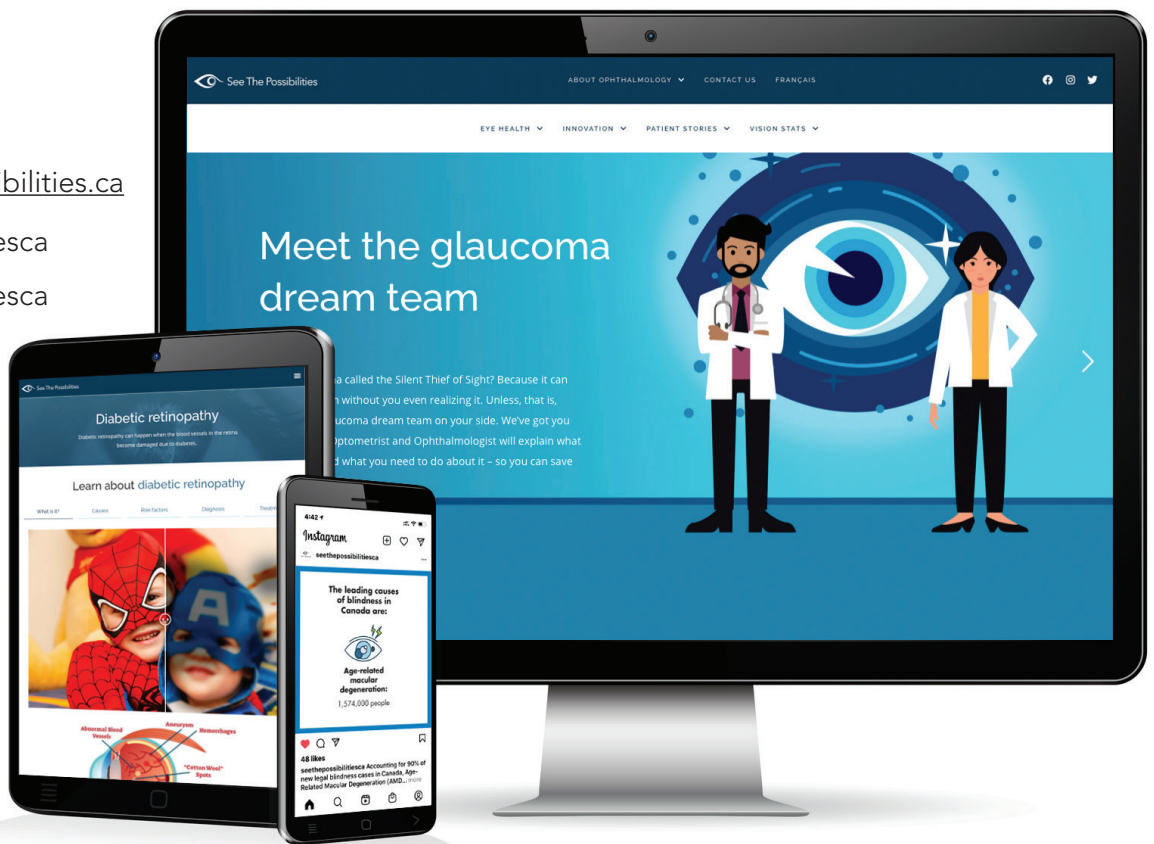 ibilities.ca
esca
esca
See The Possibilities
ABOUT OPHTHALMOLOGY
CONTACT US
FRANÇAIS
EYE HEALTH
INNOVATION
PATIENT STORIES
VISION STATS
Meet the glaucoma
dream team
a called the Silent Thief of Sight? Because it can
without you even realizing it. Unless, that is,
ucoma dream team on your side. We've got you
Optometrist and Ophthalmologist will explain what
d what you need to do about it – so you can save
See The Possibilities
Diabetic retinopathy
Diabetic retinopathy can happen when the blood vessels in the retina
become damaged due to diabetes.
Learn about diabetic retinopathy
What is it?
Causes
Risk factors
Diagnosis
Treatm
Abnormal Blood
Vessels
Aneurysm
Hemorrhages
"Cotton Wool"
Spots
4:42
Instagram
seethepossibilitiesca
The leading causes
of blindness in
Canada are:
Age-related
macular
degeneration:
1,574,000 people
48 likes
seethepossibilitiesca Accounting for 90% of
new legal blindness cases in Canada, Age-
Related Macular Degeneration (AMD... more